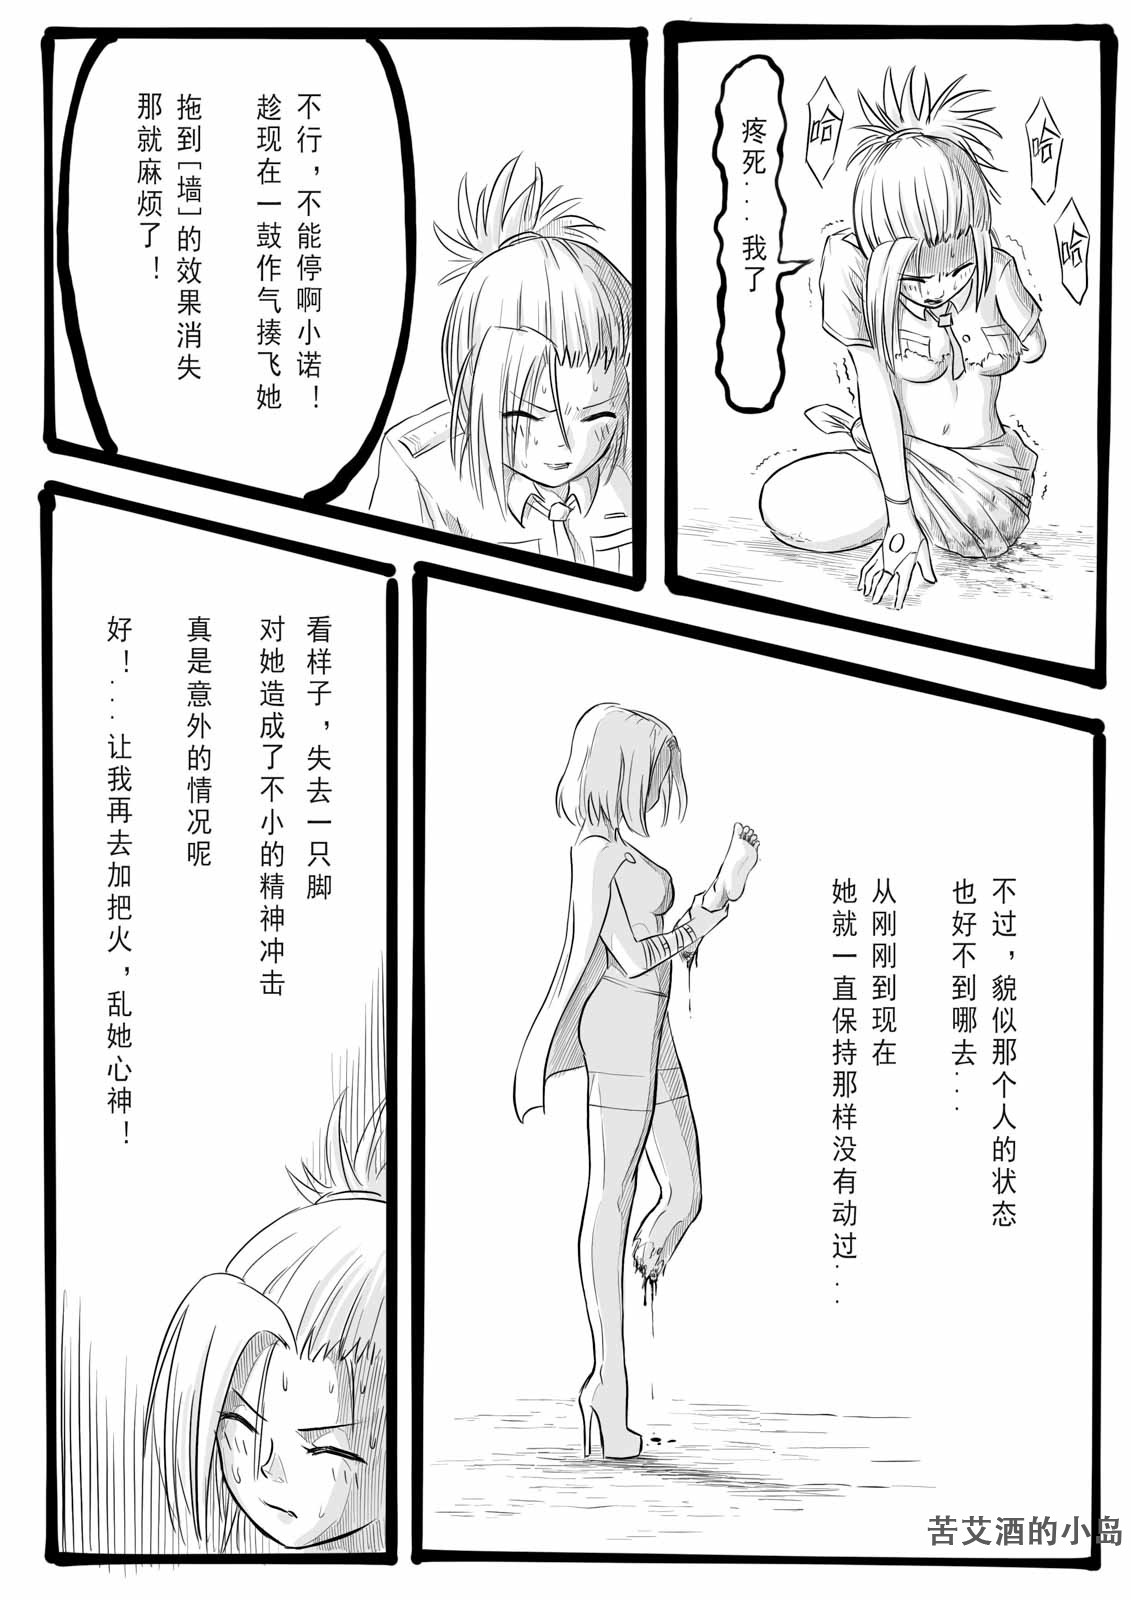 哈
哈
哈
疼死...我了
不行，不能停啊小诺！
趁现在一鼓作气揍飞她
拖到[墙]的效果消失
那就麻烦了！
不过，貌似那个人的状态
也好不到哪去...
从刚刚到现在
她就一直保持那样没有动过...
看样子，失去一只脚
对她造成了不小的精神冲击
真是意外的情况呢
好！...让我再去加把火，乱她心神！
苦艾酒的小岛